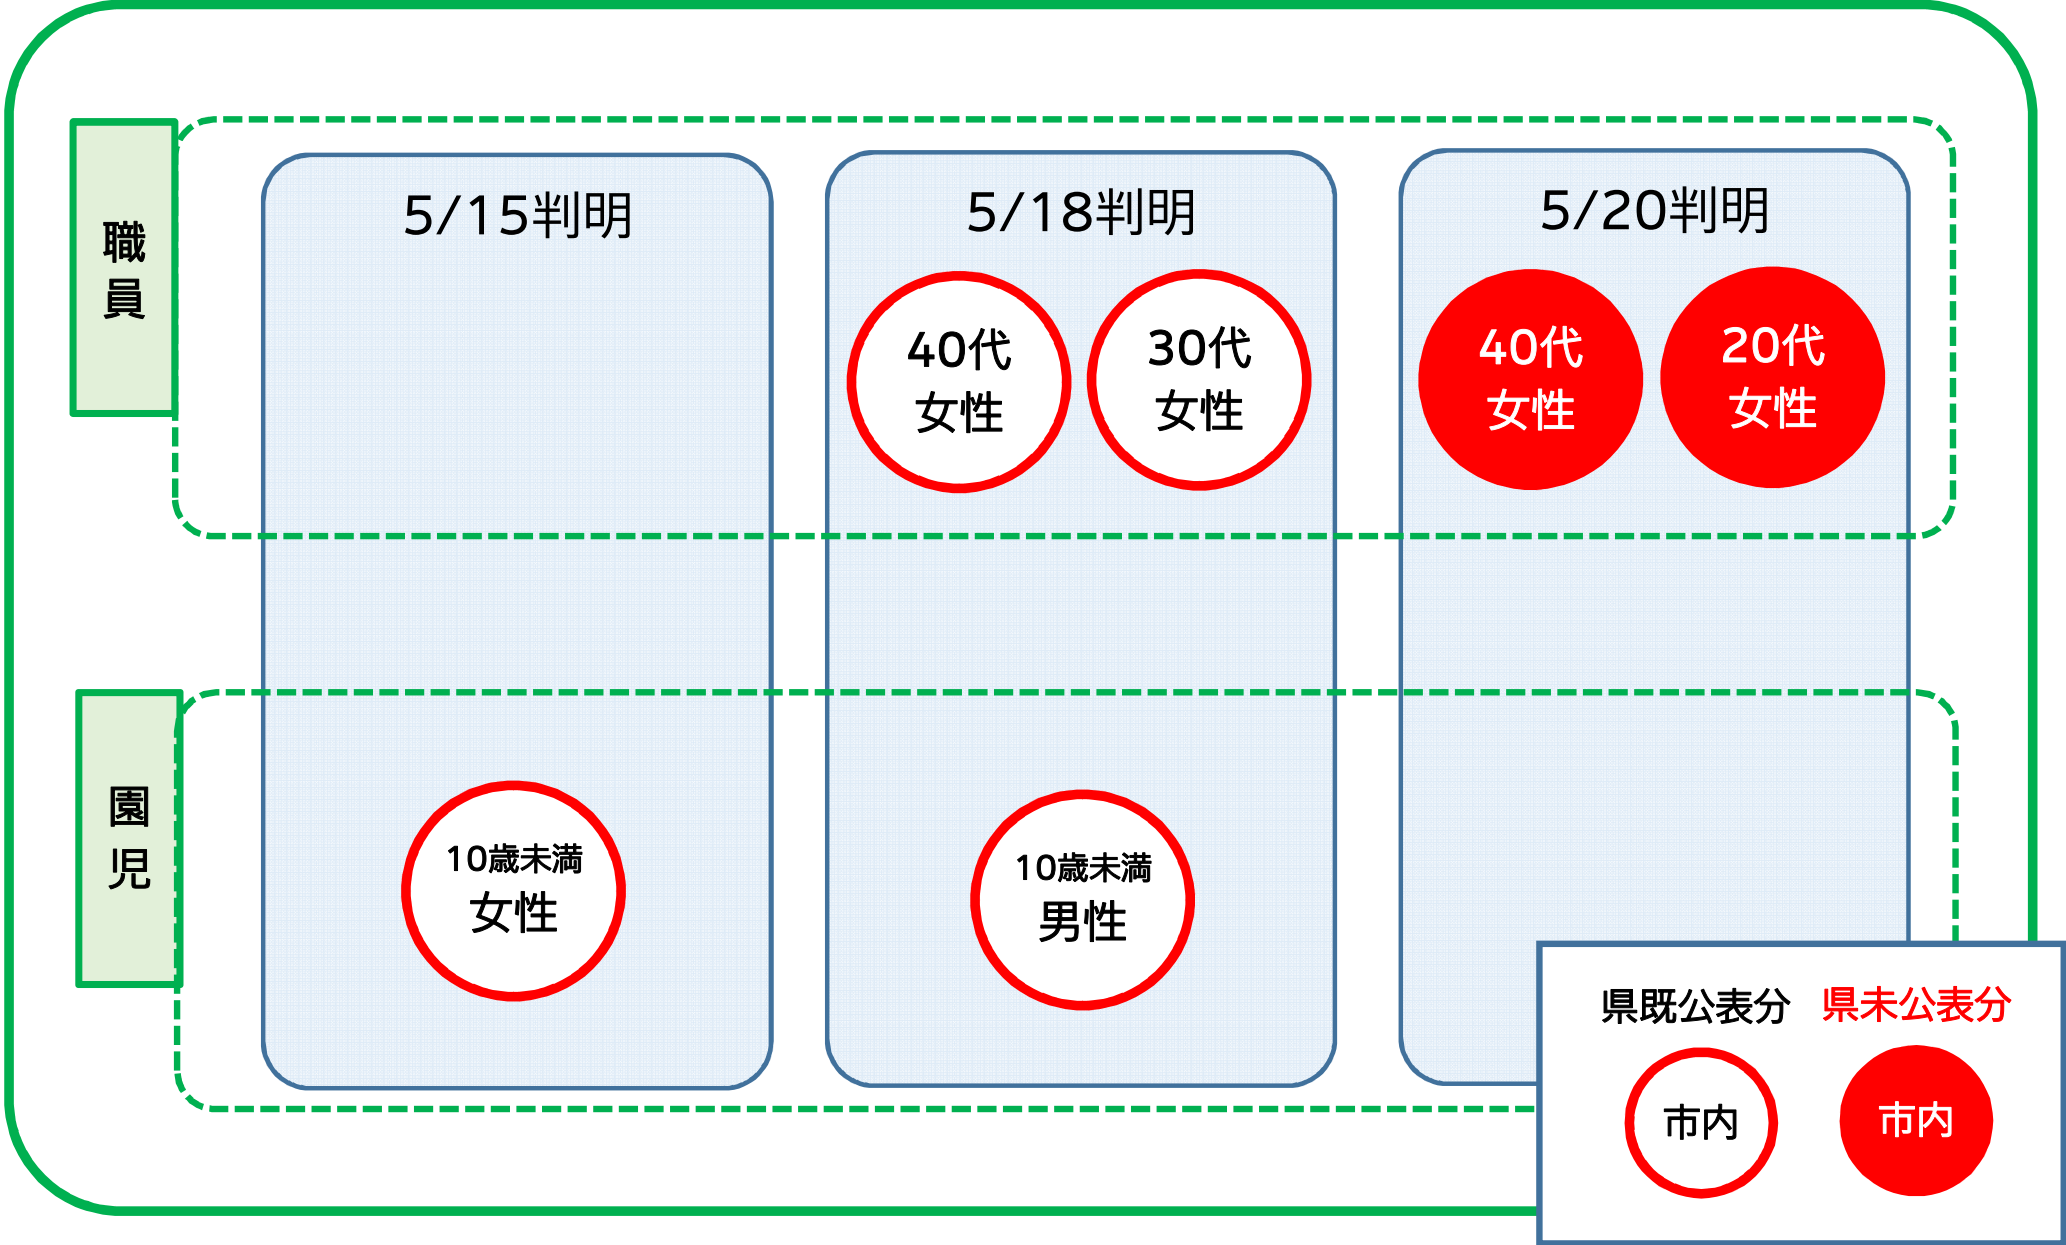 職員
5/15判明
5/18判明
5/20判明
40代
女性
30代
女性
40代
女性
20代
女性
園児
10歳未満
女性
10歳未満
男性
県既公表分
県未公表分
市内
市内